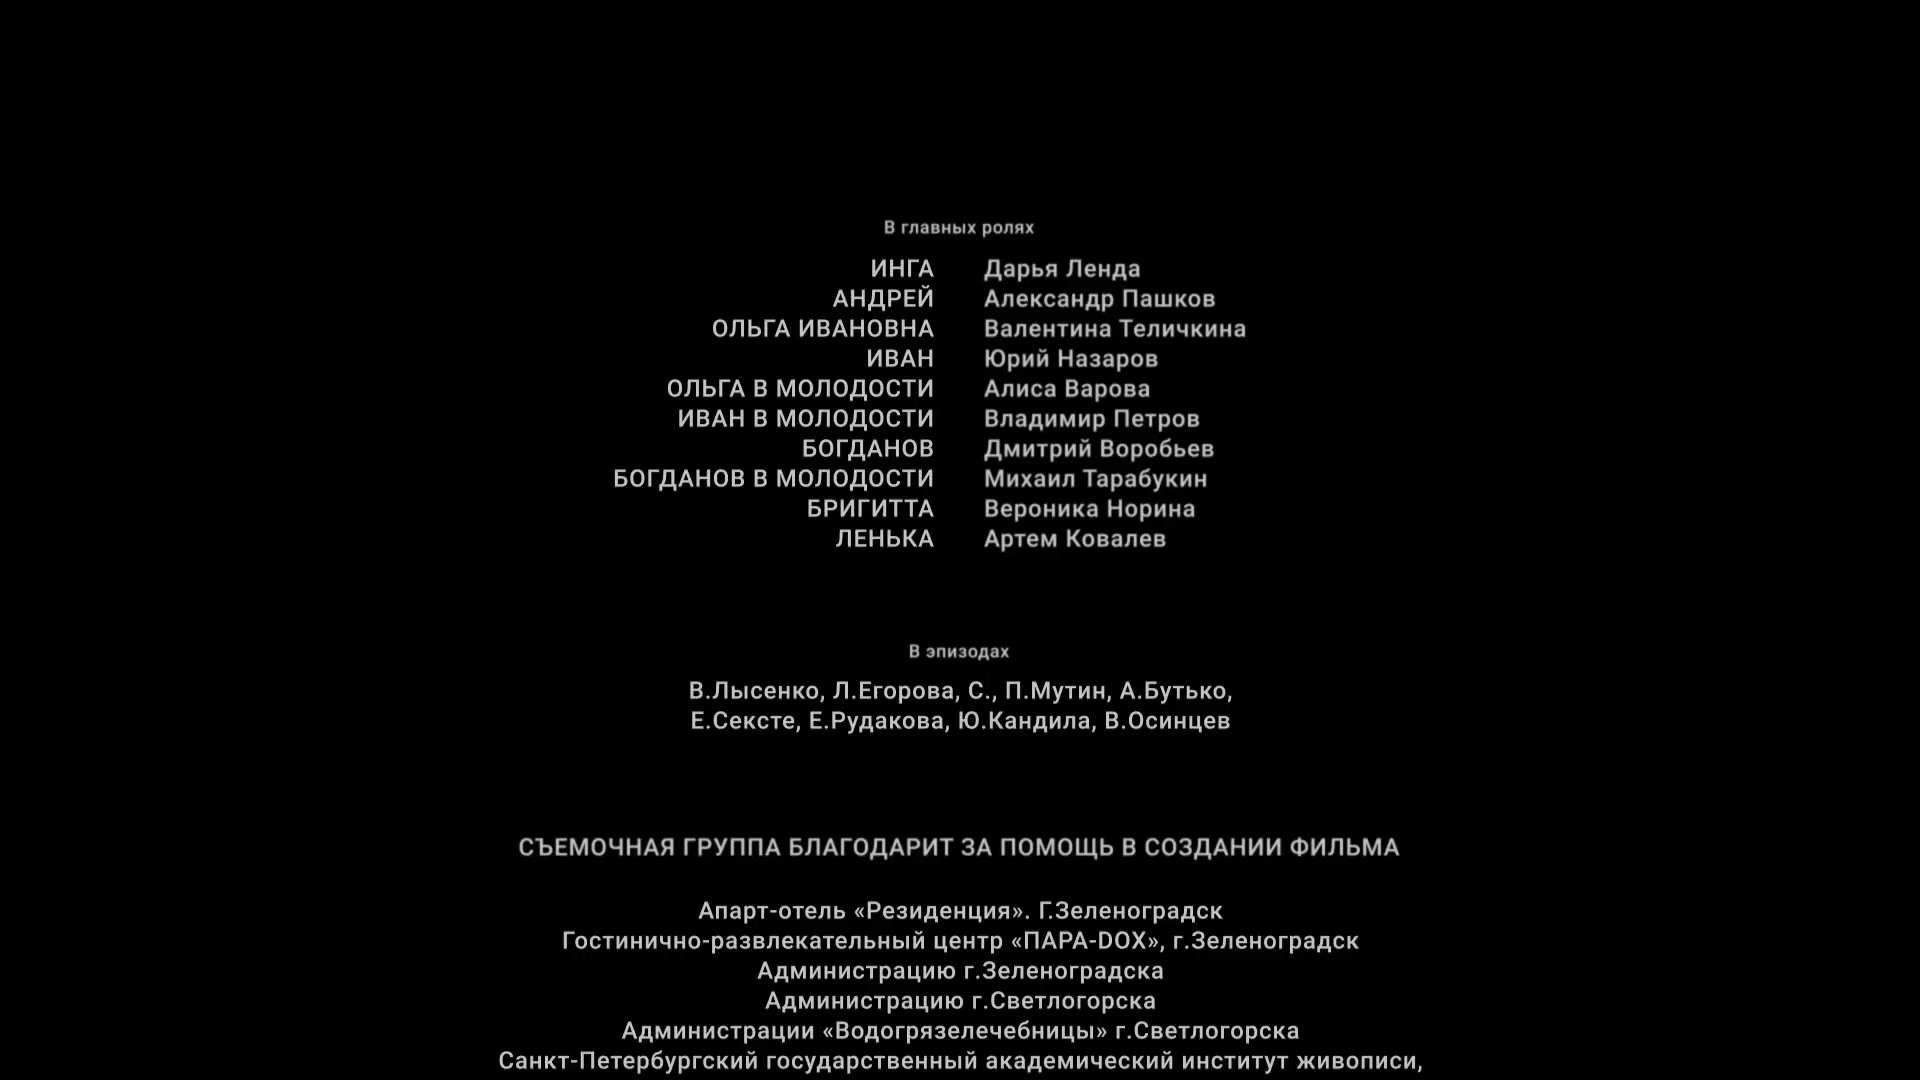 В главных ролях
ИНГА Дарья Ленда
АНДРЕЙ Александр Пашков
ОЛЬГА ИВАНОВНА Валентина Теличкина
ИВАН Юрий Назаров
ОЛЬГА В МОЛОДОСТИ Алиса Варова
ИВАН В МОЛОДОСТИ Владимир Петров
БОГДАНОВ Дмитрий Воробьев
БОГДАНОВ В МОЛОДОСТИ Михаил Тарабукин
БРИГИТТА Вероника Норина
ЛЕНЬКА Артем Ковалев
В эпизодах
В.Лысенко, Л.Егорова, С., П.Мутин, А.Бутько,
Е.Сексте, Е.Рудакова, Ю.Кандила, В.Осинцев
СЪЕМОЧНАЯ ГРУППА БЛАГОДАРИТ ЗА ПОМОЩЬ В СОЗДАНИИ ФИЛЬМА
Апарт-отель «Резиденция». Г.Зеленоградск
Гостинично-развлекательный центр «ПАРА-DOX», г.Зеленоградск
Администрацию г.Зеленоградска
Администрацию г.Светлогорска
Администрации «Водогрязелечебницы» г.Светлогорска
Санкт-Петербургский государственный академический институт живописи,